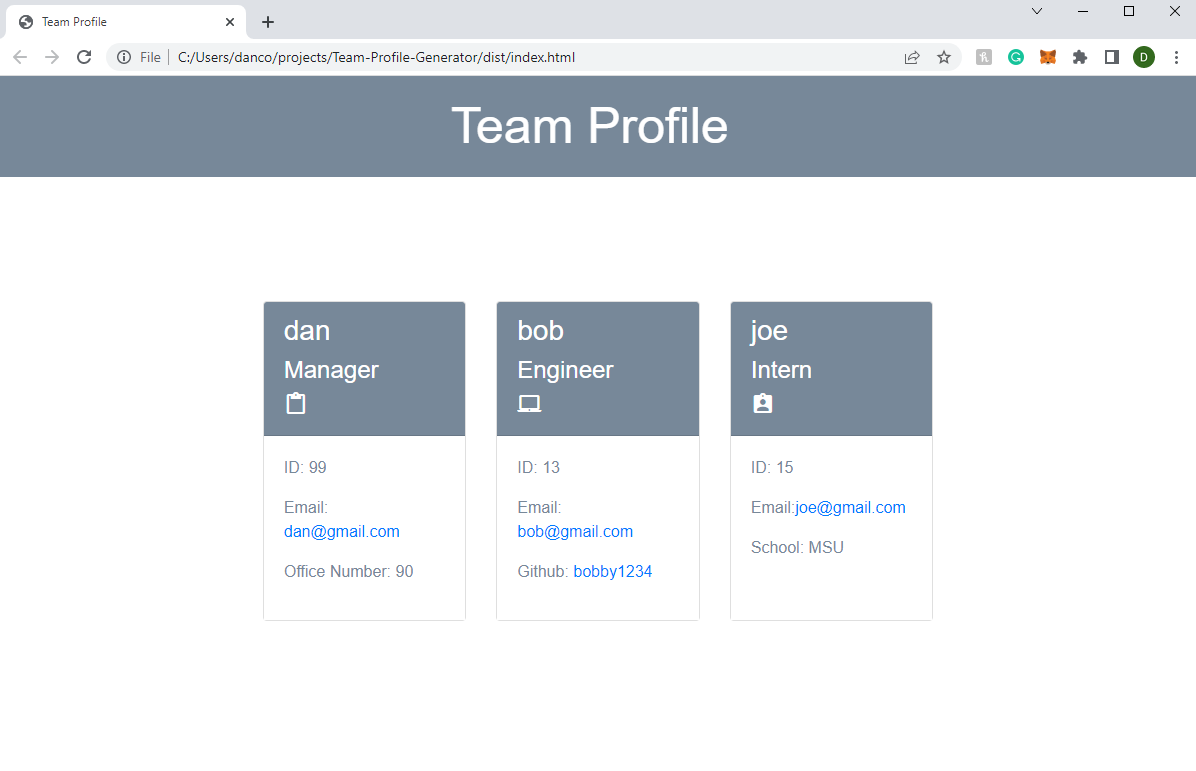 Team Profile
File C:/Users/danco/projects/Team-Profile-Generator/dist/index.html
D
Team Profile
dan
Manager
ID: 99
Email:
dan@gmail.com
Office Number: 90
bob
Engineer
ID: 13
Email:
bob@gmail.com
Github: bobby1234
joe
Intern
ID: 15
Email:joe@gmail.com
School: MSU